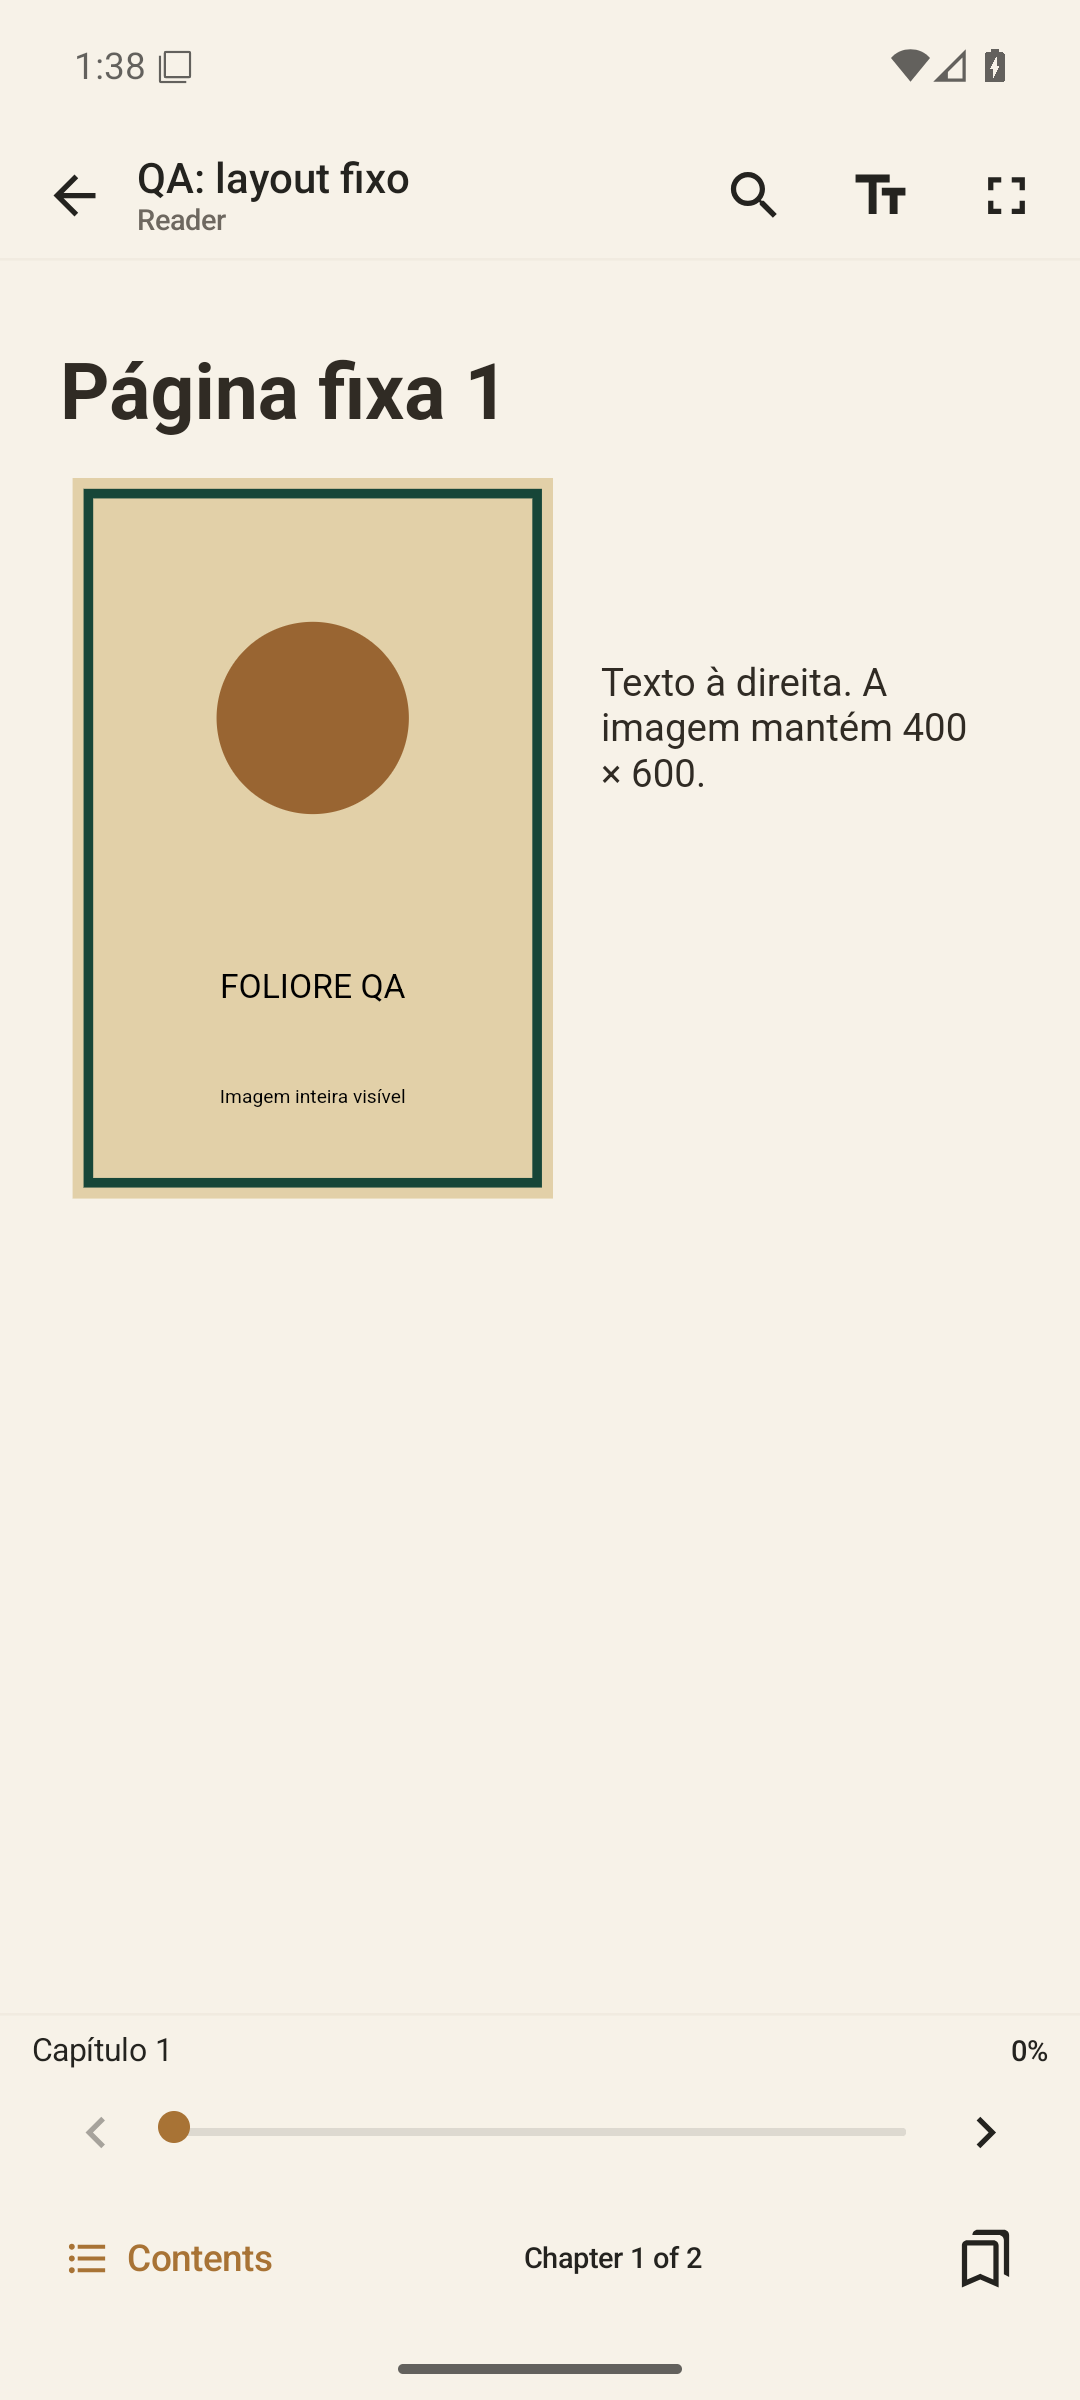 1:38
QA: layout fixo
Reader
Página fixa 1
Texto à direita. A
imagem mantém 400
× 600.
FOLIORE QA
Imagem inteira visível
Capítulo 1
0%
Contents
Chapter 1 of 2